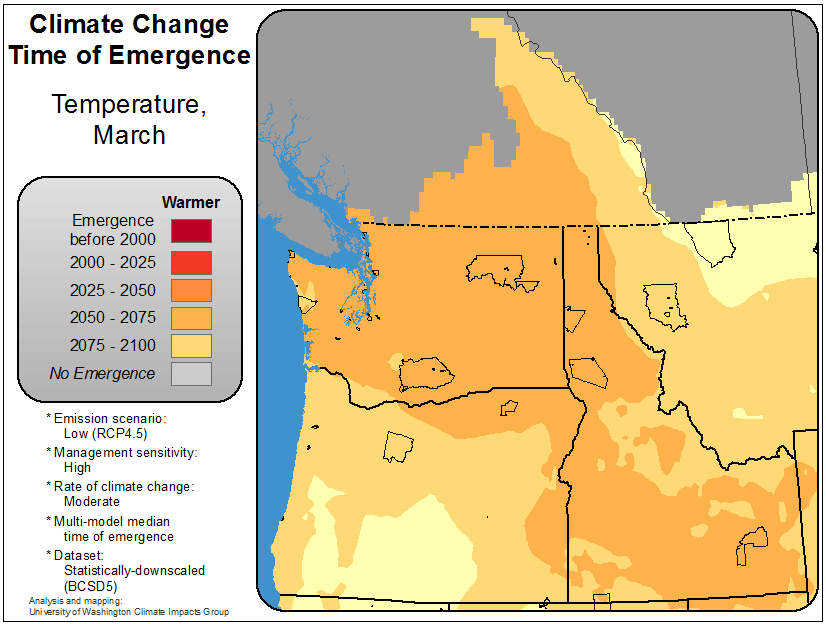 Climate Change
Time of Emergence
Temperature,
March
Warmer
Emergence
before 2000
2000 - 2025
2025 - 2050
2050 - 2075
2075 - 2100
No Emergence
* Emission scenario:
Low (RCP4.5)
* Management sensitivity:
High
* Rate of climate change:
Moderate
* Multi-model median
time of emergence
* Dataset:
Statistically-downscaled
(BCSD5)
Analysis and mapping:
University of Washington Climate Impacts Group